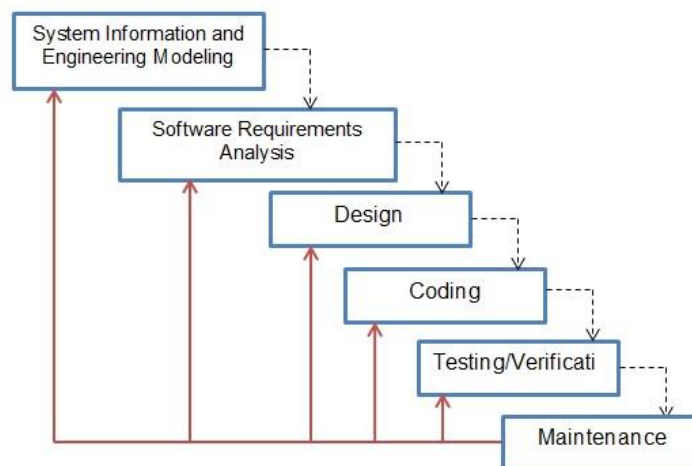 System Information and
Engineering Modeling
Software Requirements
Analysis
Design
Coding
Testing/Verificati
Maintenance